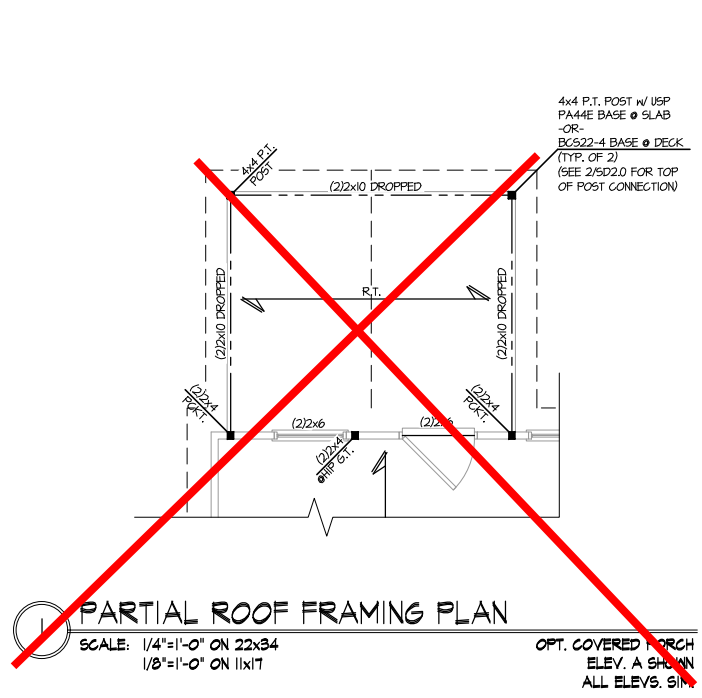 4x4 P.T. POST w/ USP
PA44E BASE @ SLAB
-OR-
BCS22-4 BASE @ DECK
(TYP. OF 2)
(SEE 2/SD2.0 FOR TOP
OF POST CONNECTION)
4x4 P.T.
POST
(2)2x10 DROPPED
(2)2x10 DROPPED
R.T.
(2)2x10 DROPPED
(2)2x4
PCKT.
(2)2x6
(2)2x4
@HIP G.T.
(2)2x6
(2)2x4
PCKT.
1
PARTIAL ROOF FRAMING PLAN
SCALE: 1/4"=1'-0" ON 22x34
1/8"=1'-0" ON 11x17
OPT. COVERED PORCH
ELEV. A SHOWN
ALL ELEVS. SIM.